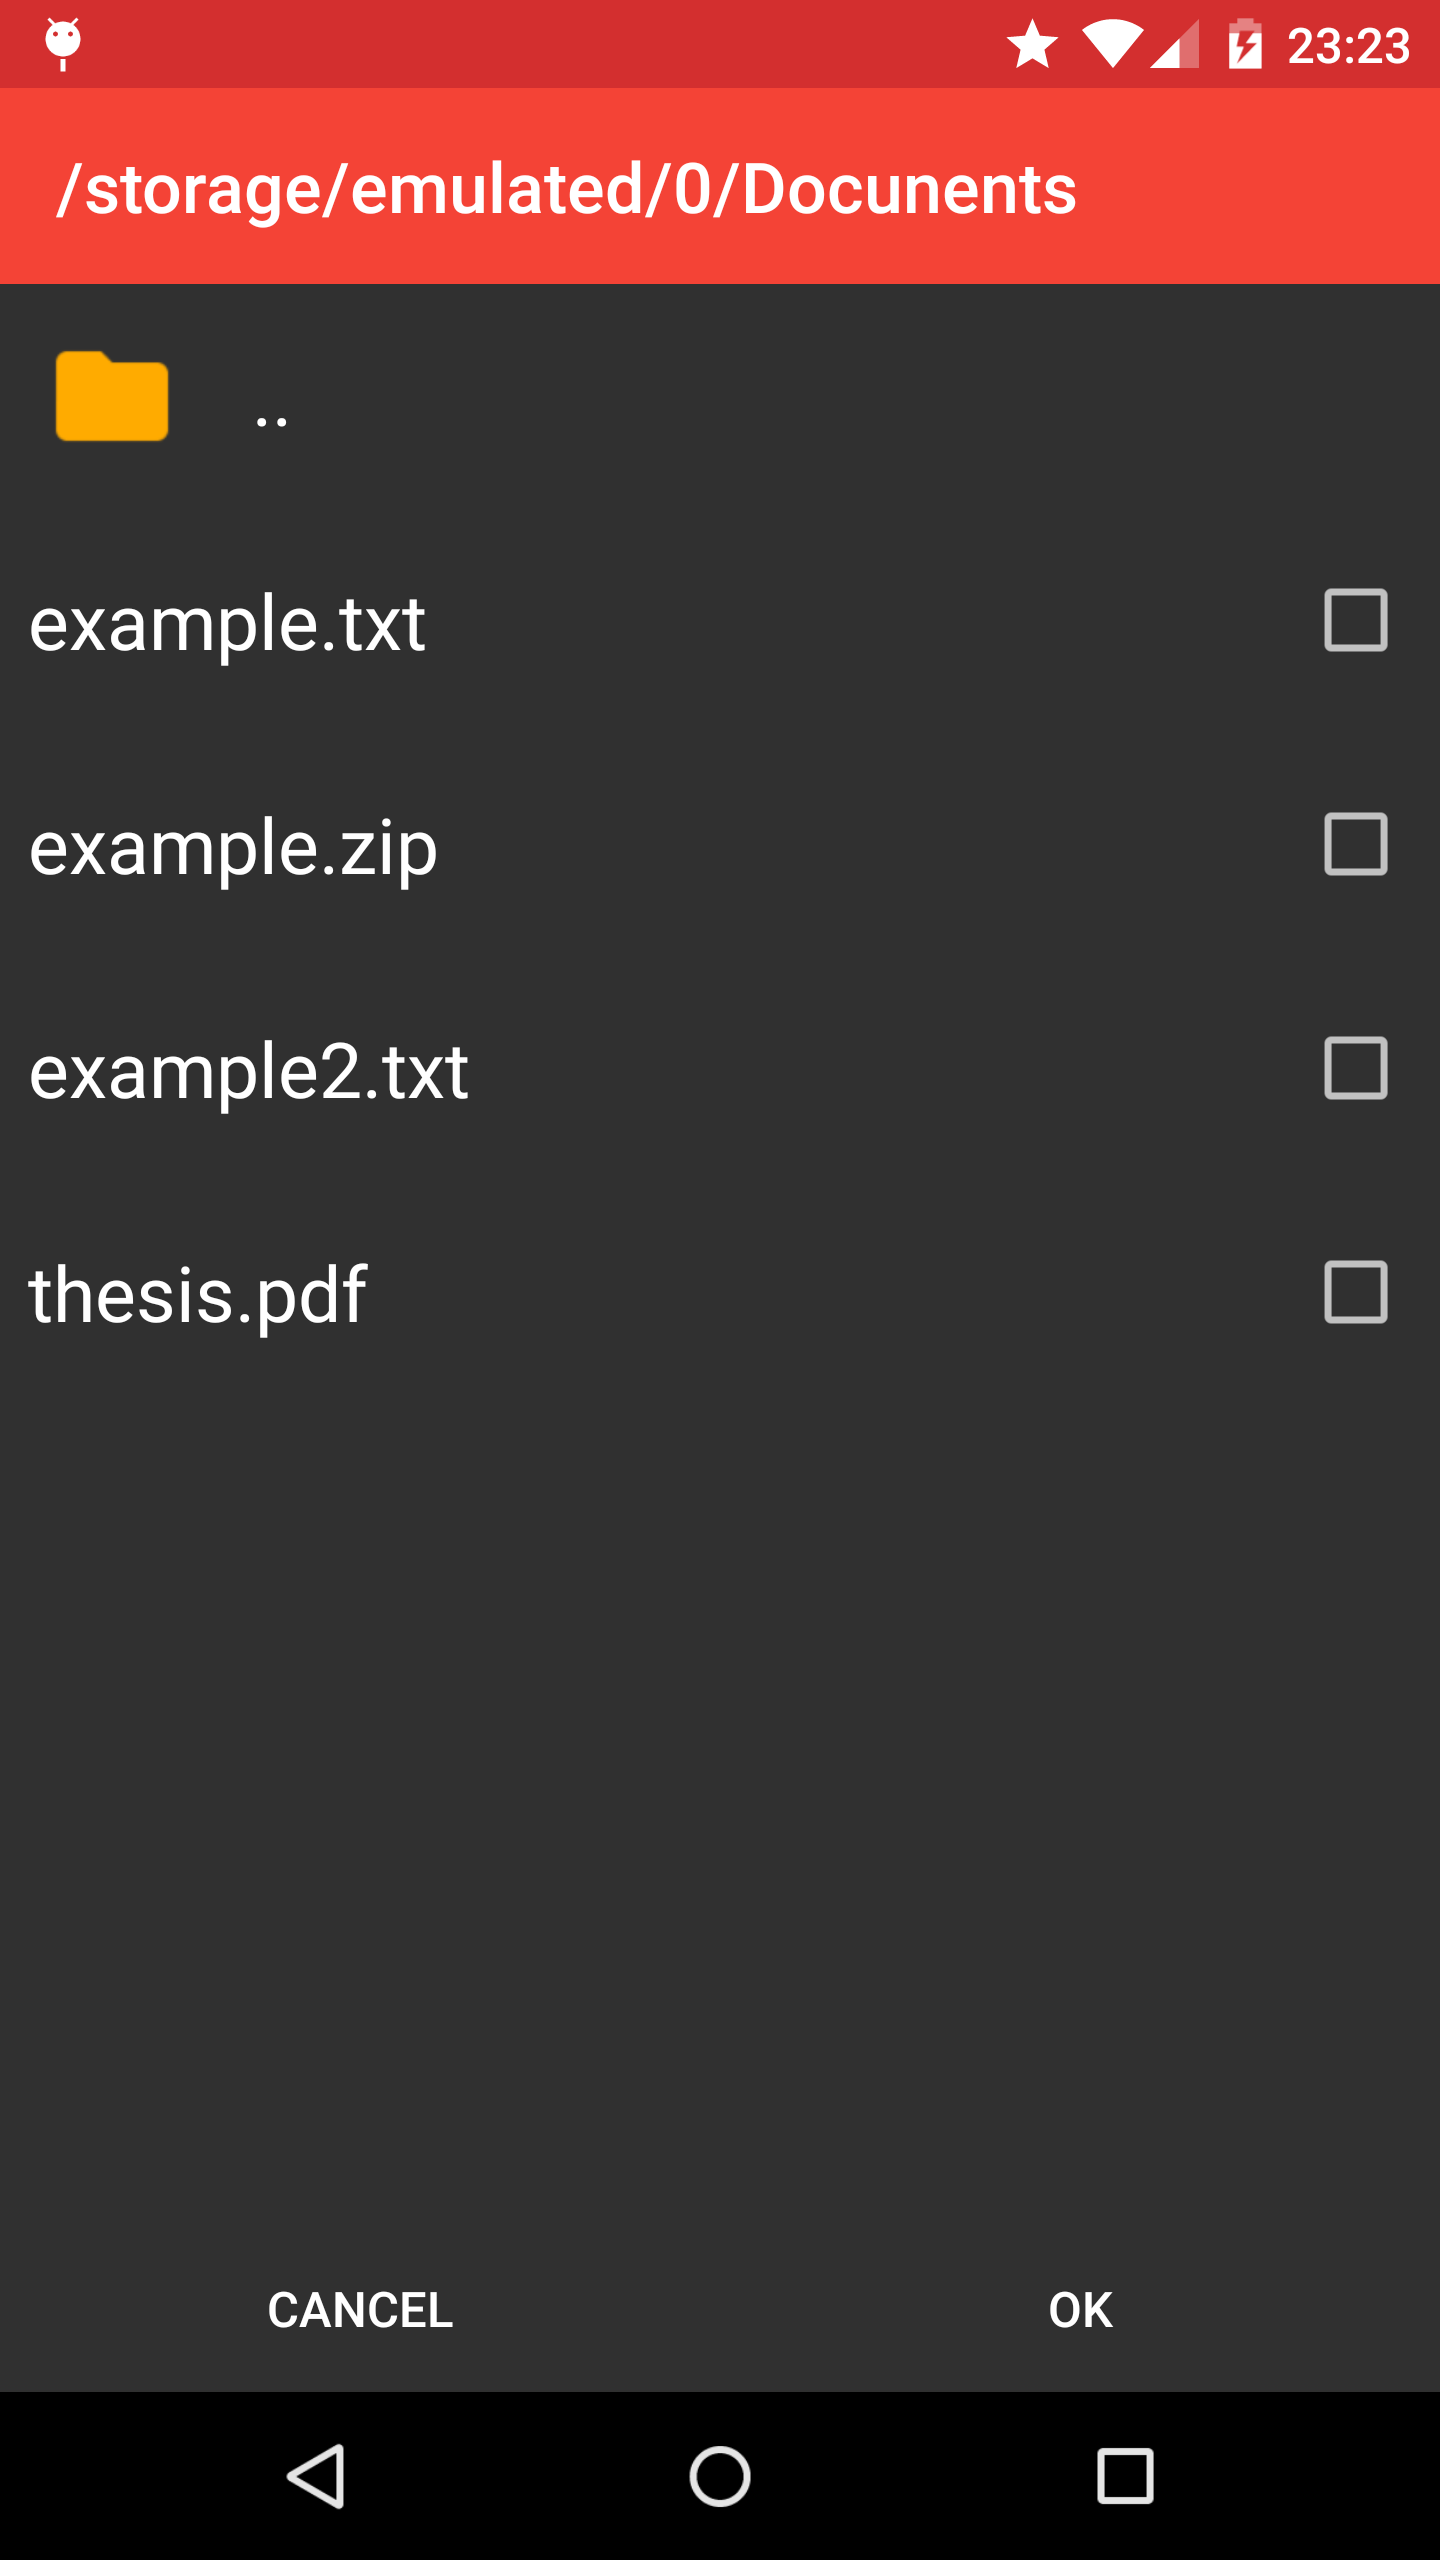 23:23
/storage/emulated/0/Docunents
..
example.txt
example.zip
example2.txt
thesis.pdf
CANCEL OK